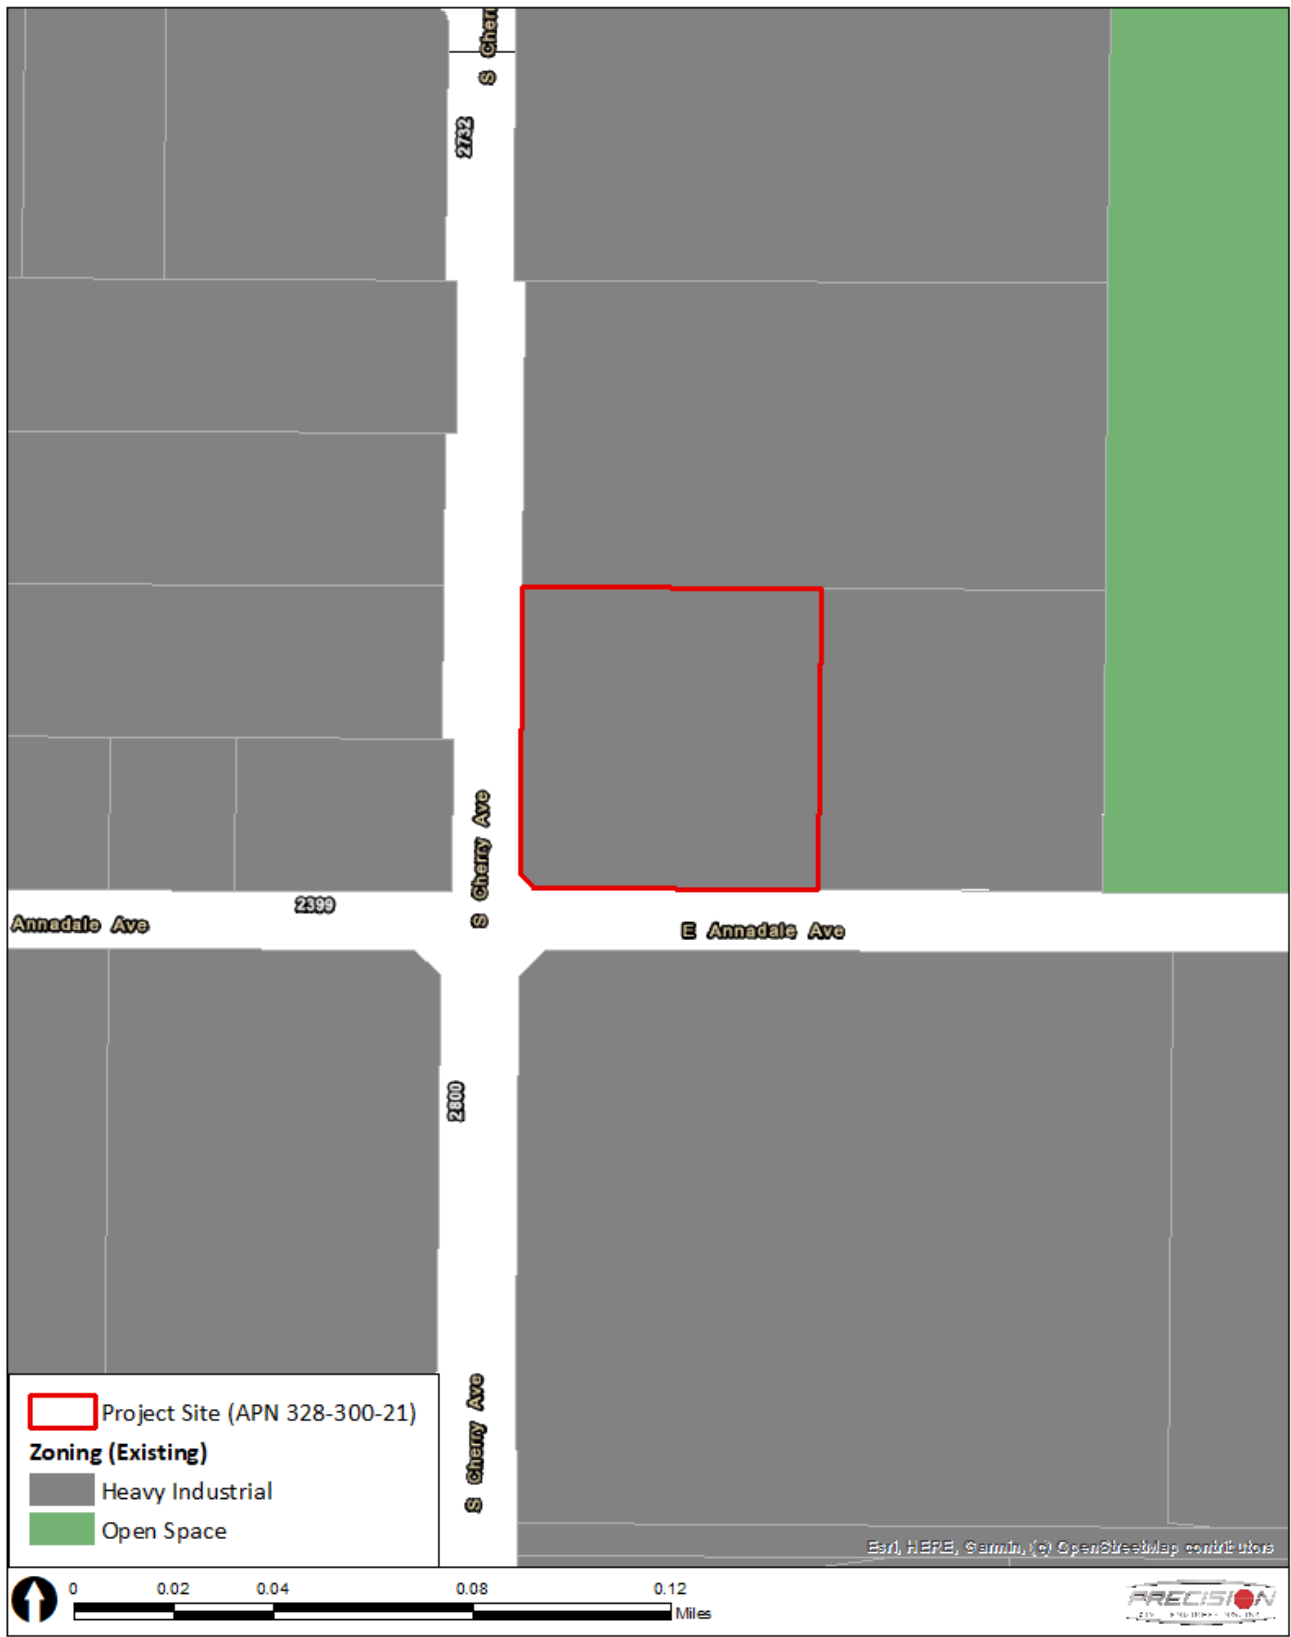 S Cherr
2732
S Cherry Ave
2399
Annadale Ave
E Annadale Ave
2800
S Cherry Ave
Project Site (APN 328-300-21)
Zoning (Existing)
Heavy Industrial
Open Space
Esri, HERE, Garmin, (c) OpenStreetMap contributors
0 0.02 0.04 0.08 0.12
Miles
PRECISION